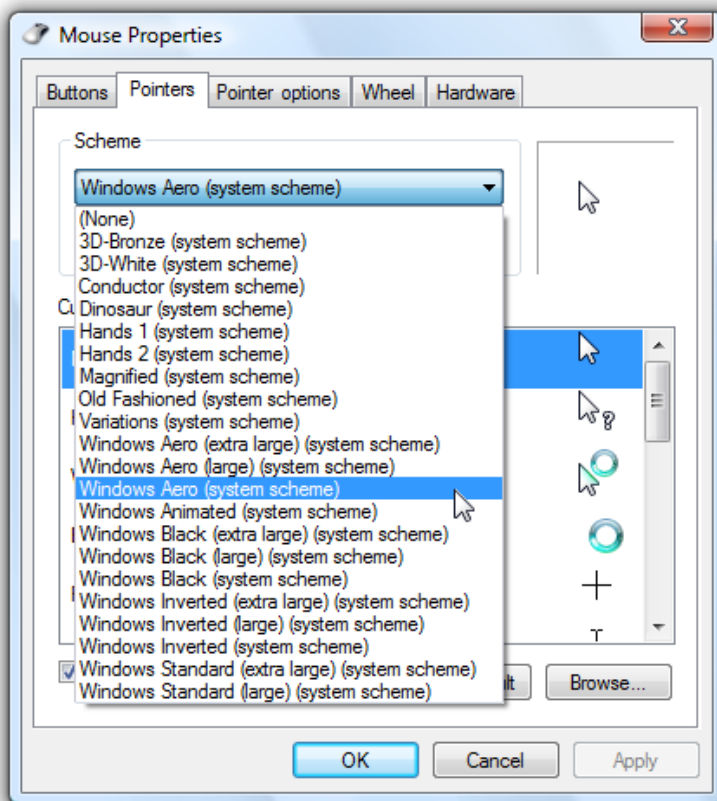 Mouse Properties
Buttons Pointers Pointer options Wheel Hardware
Scheme
Windows Aero (system scheme)
(None)
3D-Bronze (system scheme)
3D-White (system scheme)
Conductor (system scheme)
Dinosaur (system scheme)
Hands 1 (system scheme)
Hands 2 (system scheme)
Magnified (system scheme)
Old Fashioned (system scheme)
Variations (system scheme)
Windows Aero (extra large) (system scheme)
Windows Aero (large) (system scheme)
Windows Aero (system scheme)
Windows Animated (system scheme)
Windows Black (extra large) (system scheme)
Windows Black (large) (system scheme)
Windows Black (system scheme)
Windows Inverted (extra large) (system scheme)
Windows Inverted (large) (system scheme)
Windows Inverted (system scheme)
Windows Standard (extra large) (system scheme)
Windows Standard (large) (system scheme)
Browse...
OK Cancel Apply